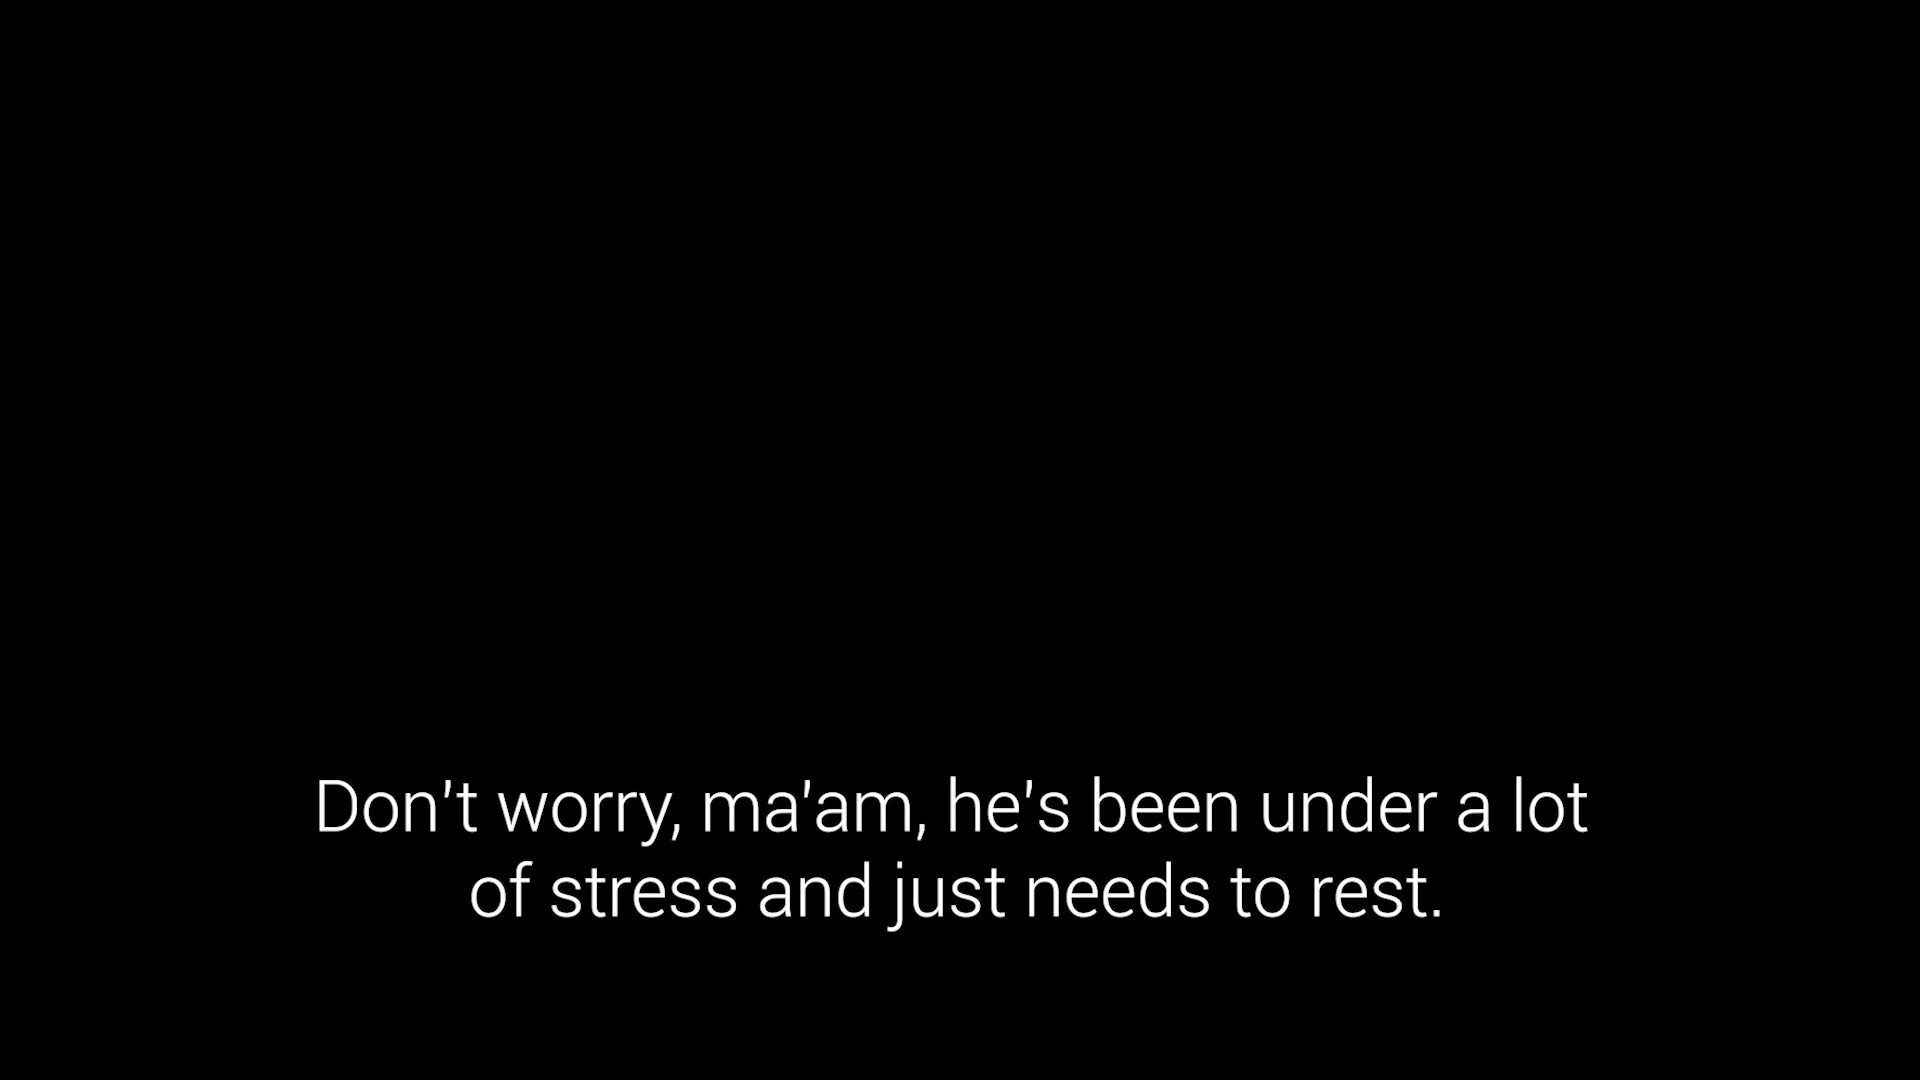 Don't worry, ma'am, he's been under a lot
of stress and just needs to rest.